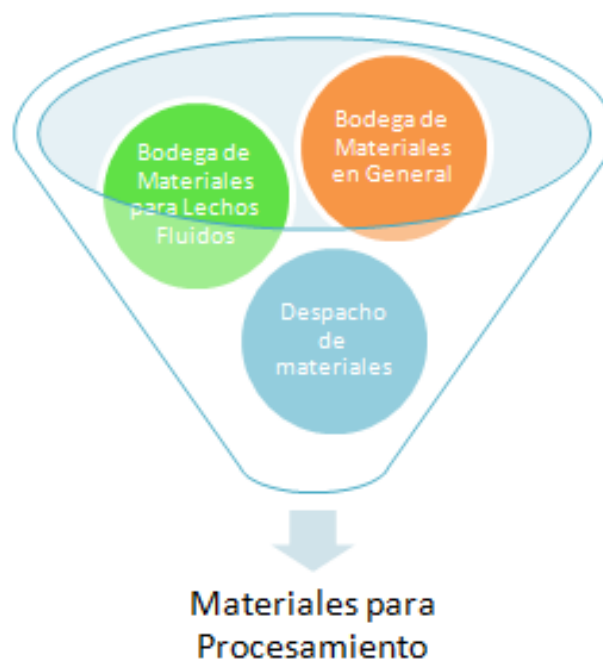 Bodega de
Materiales
para Lechos
Fluidos
Bodega de
Materiales
en General
Despacho
de
materiales
Materiales para
Procesamiento